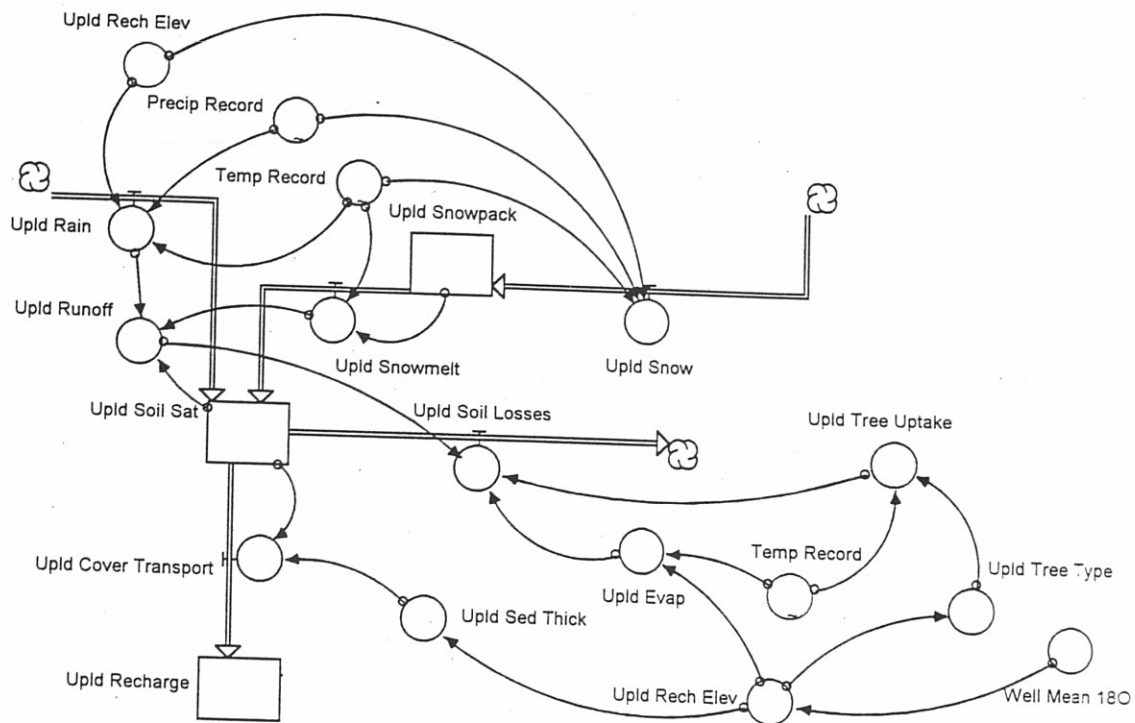 Upld Rech Elev
Precip Record
Temp Record
Upld Snowpack
Upld Rain
Upld Runoff
Upld Snowmelt
Upld Snow
Upld Soil Sat
Upld Soil Losses
Upld Tree Uptake
Upld Cover Transport
Temp Record
Upld Tree Type
Upld Evap
Upld Sed Thick
Upld Recharge
Upld Rech Elev
Well Mean 18O